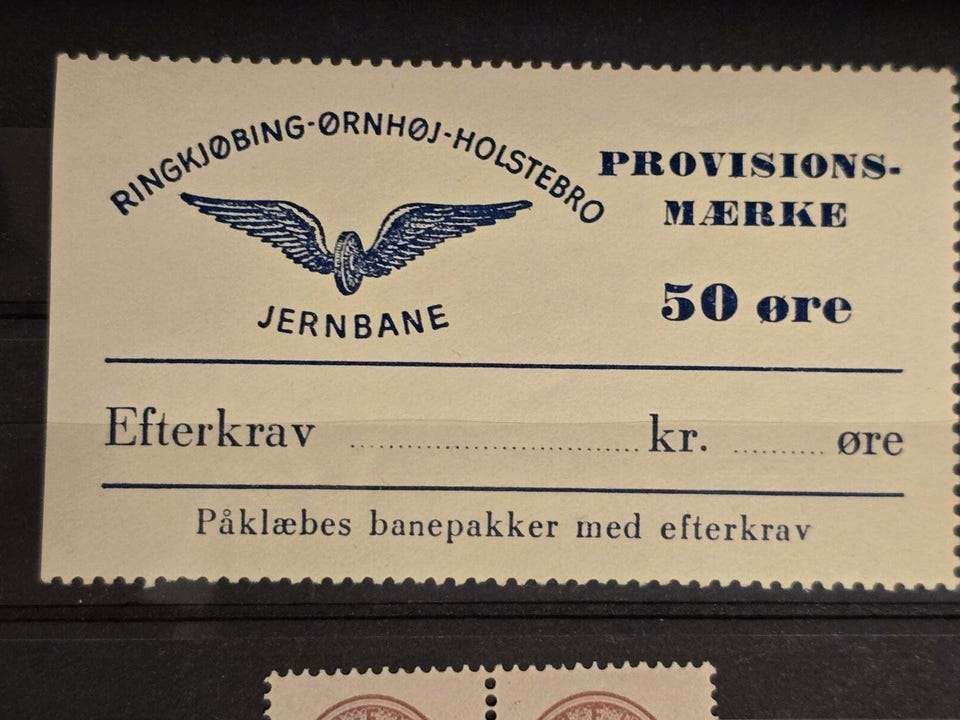 RINGKJØBING-ØRNHØJ-HOLSTEBRO
JERNBANE
PROVISIONS-
MÆRKE
50 øre
Efterkrav ........................ kr. .......... øre
Påklæbes banepakker med efterkrav